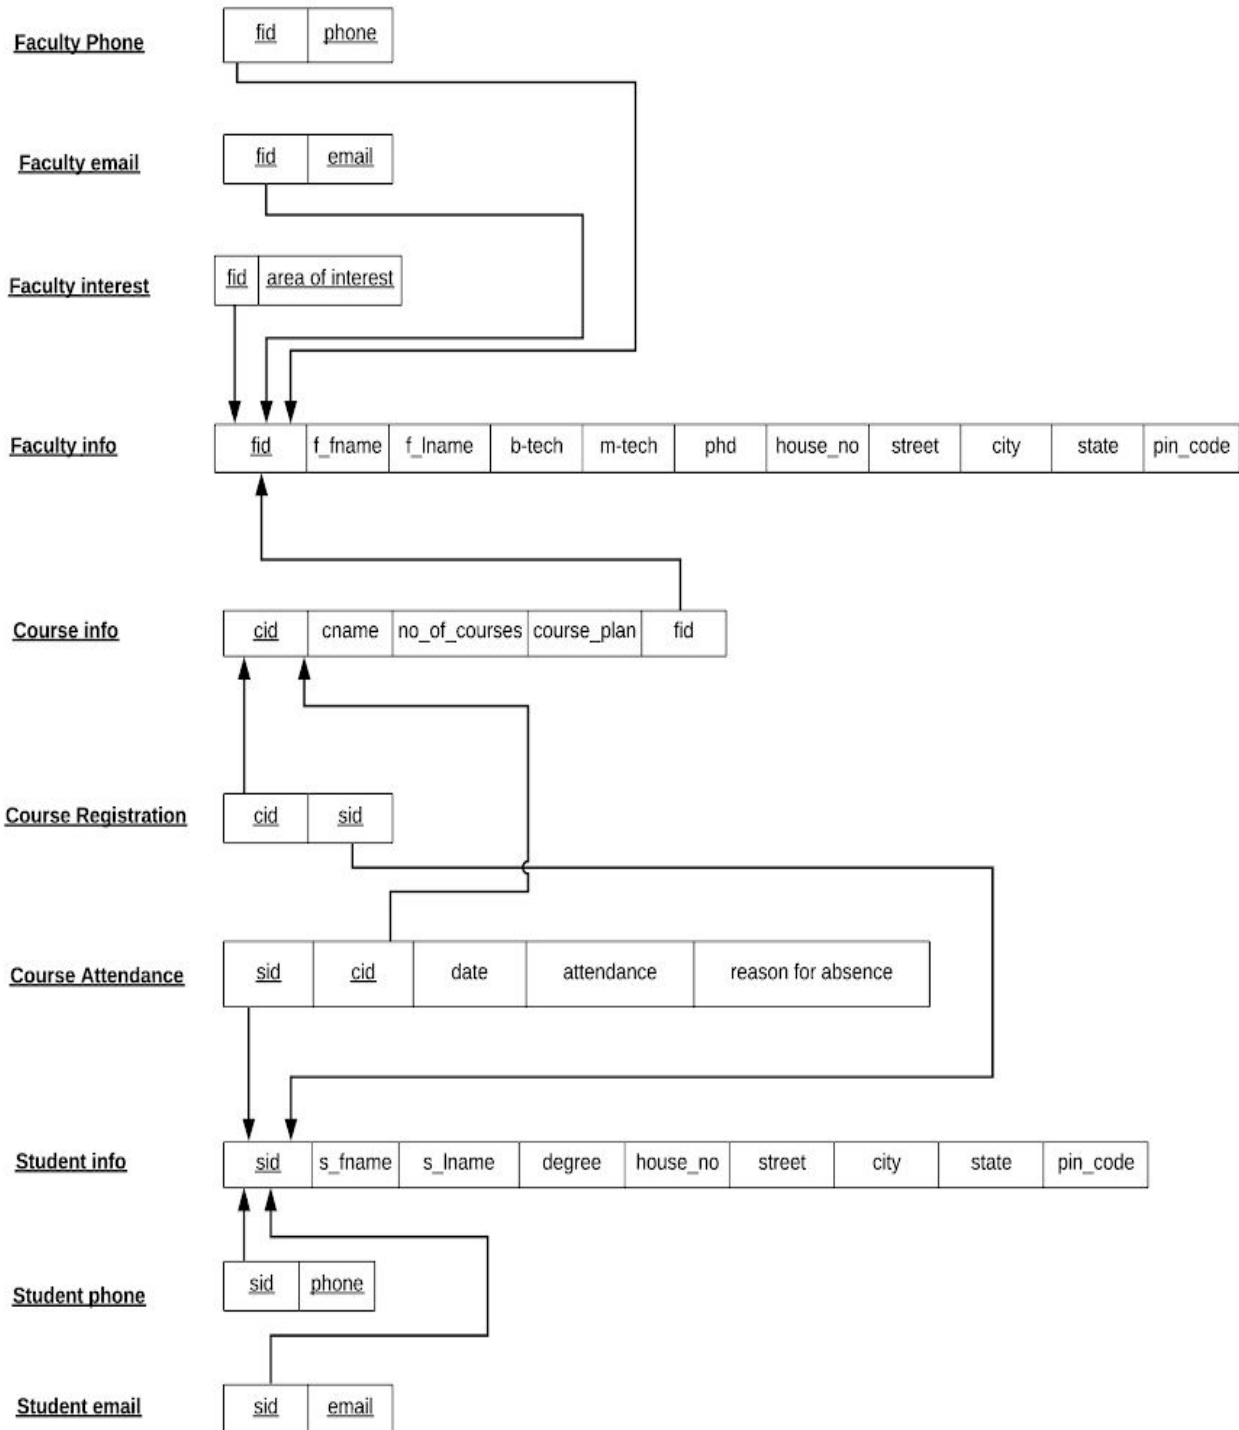 Faculty Phone fid phone
Faculty email fid email
Faculty interest fid area of interest
Faculty info fid f_fname f_lname b-tech m-tech phd house_no street city state pin_code
Course info cid cname no_of_courses course_plan fid
Course Registration cid sid
Course Attendance sid cid date attendance reason for absence
Student info sid s_fname s_lname degree house_no street city state pin_code
Student phone sid phone
Student email sid email